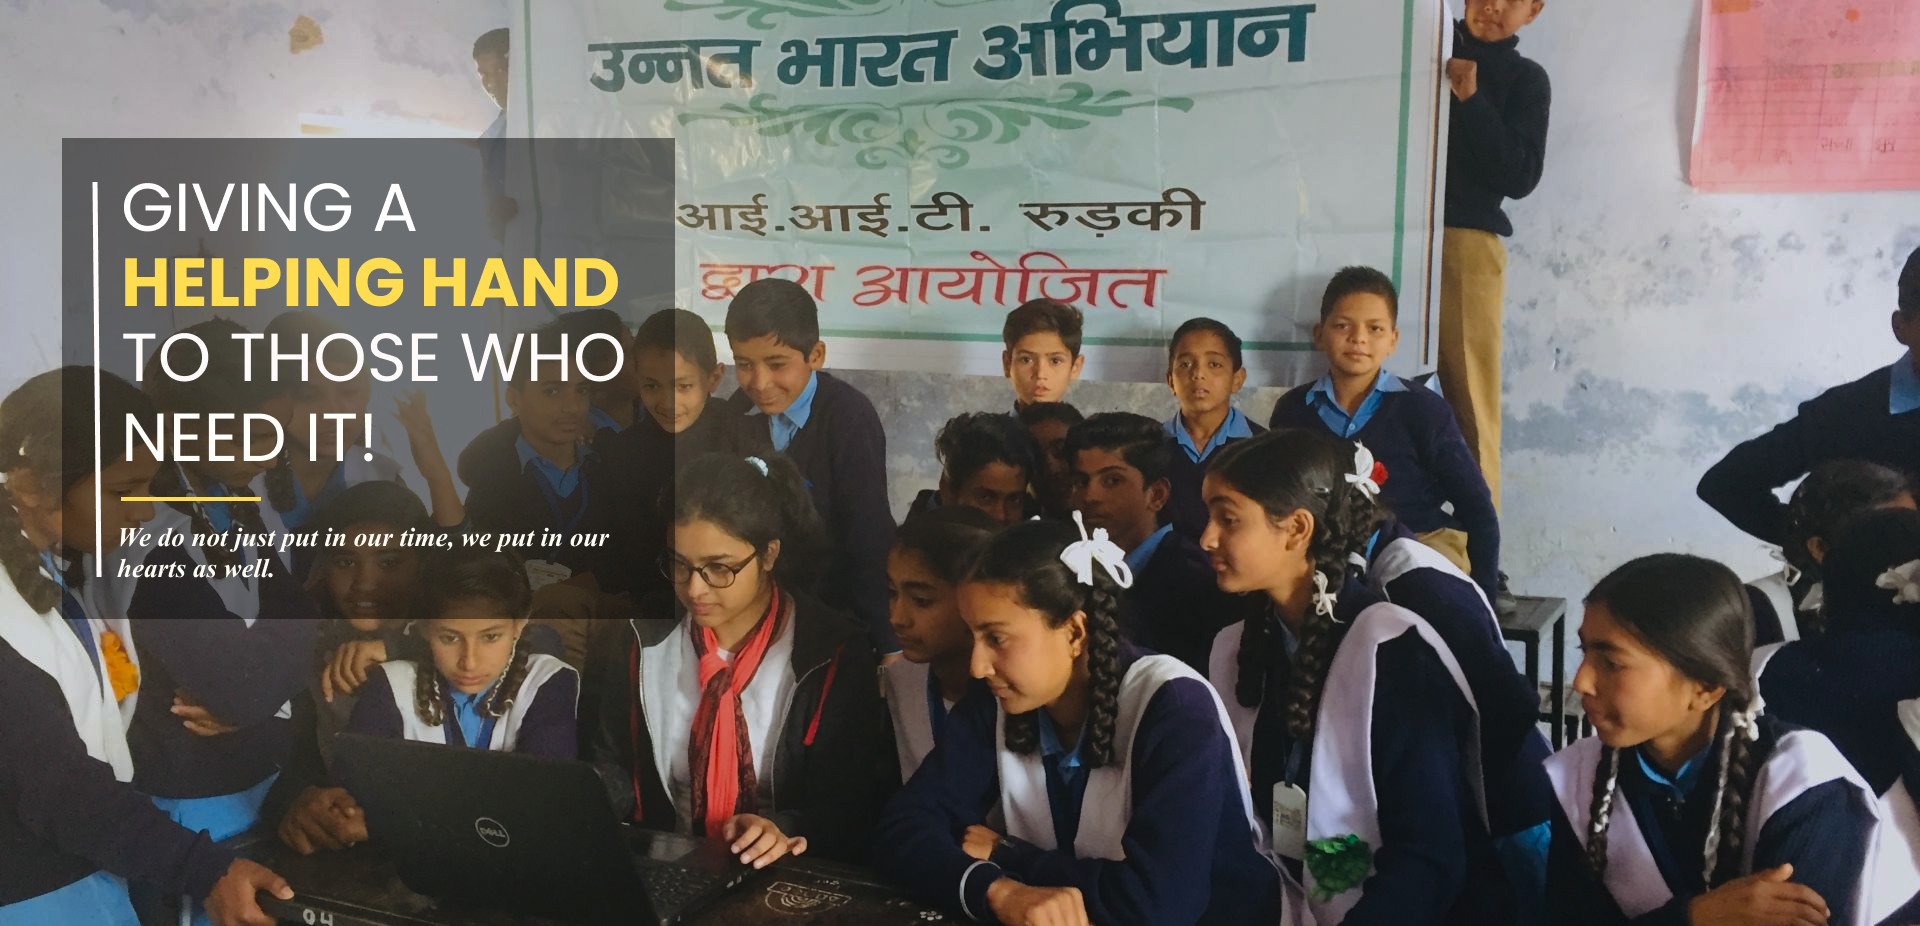 उन्नत भारत अभियान
आई.आई.टी. रुड़की
द्वारा आयोजित
GIVING A
HELPING HAND
TO THOSE WHO
NEED IT!
We do not just put in our time, we put in our
hearts as well.
DELL
04